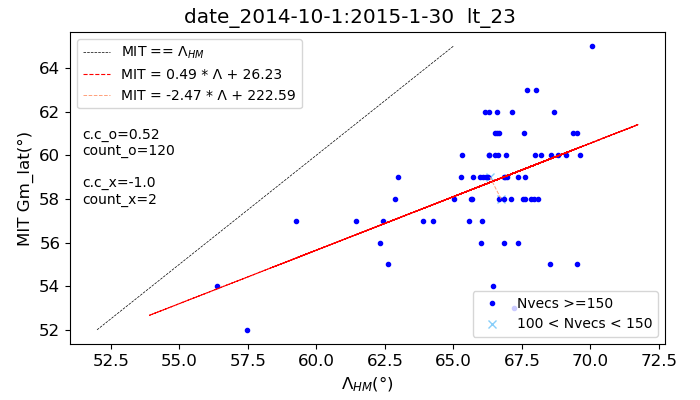 date_2014-10-1:2015-1-30 lt_23
MIT == Λ_HM
MIT = 0.49 * Λ + 26.23
MIT = -2.47 * Λ + 222.59
c.c_o=0.52
count_o=120
c.c_x=-1.0
count_x=2
MIT Gm_lat(°)
64
62
60
58
56
54
52
Nvecs >=150
100 < Nvecs < 150
52.5 55.0 57.5 60.0 62.5 65.0 67.5 70.0 72.5
Λ_HM(°)